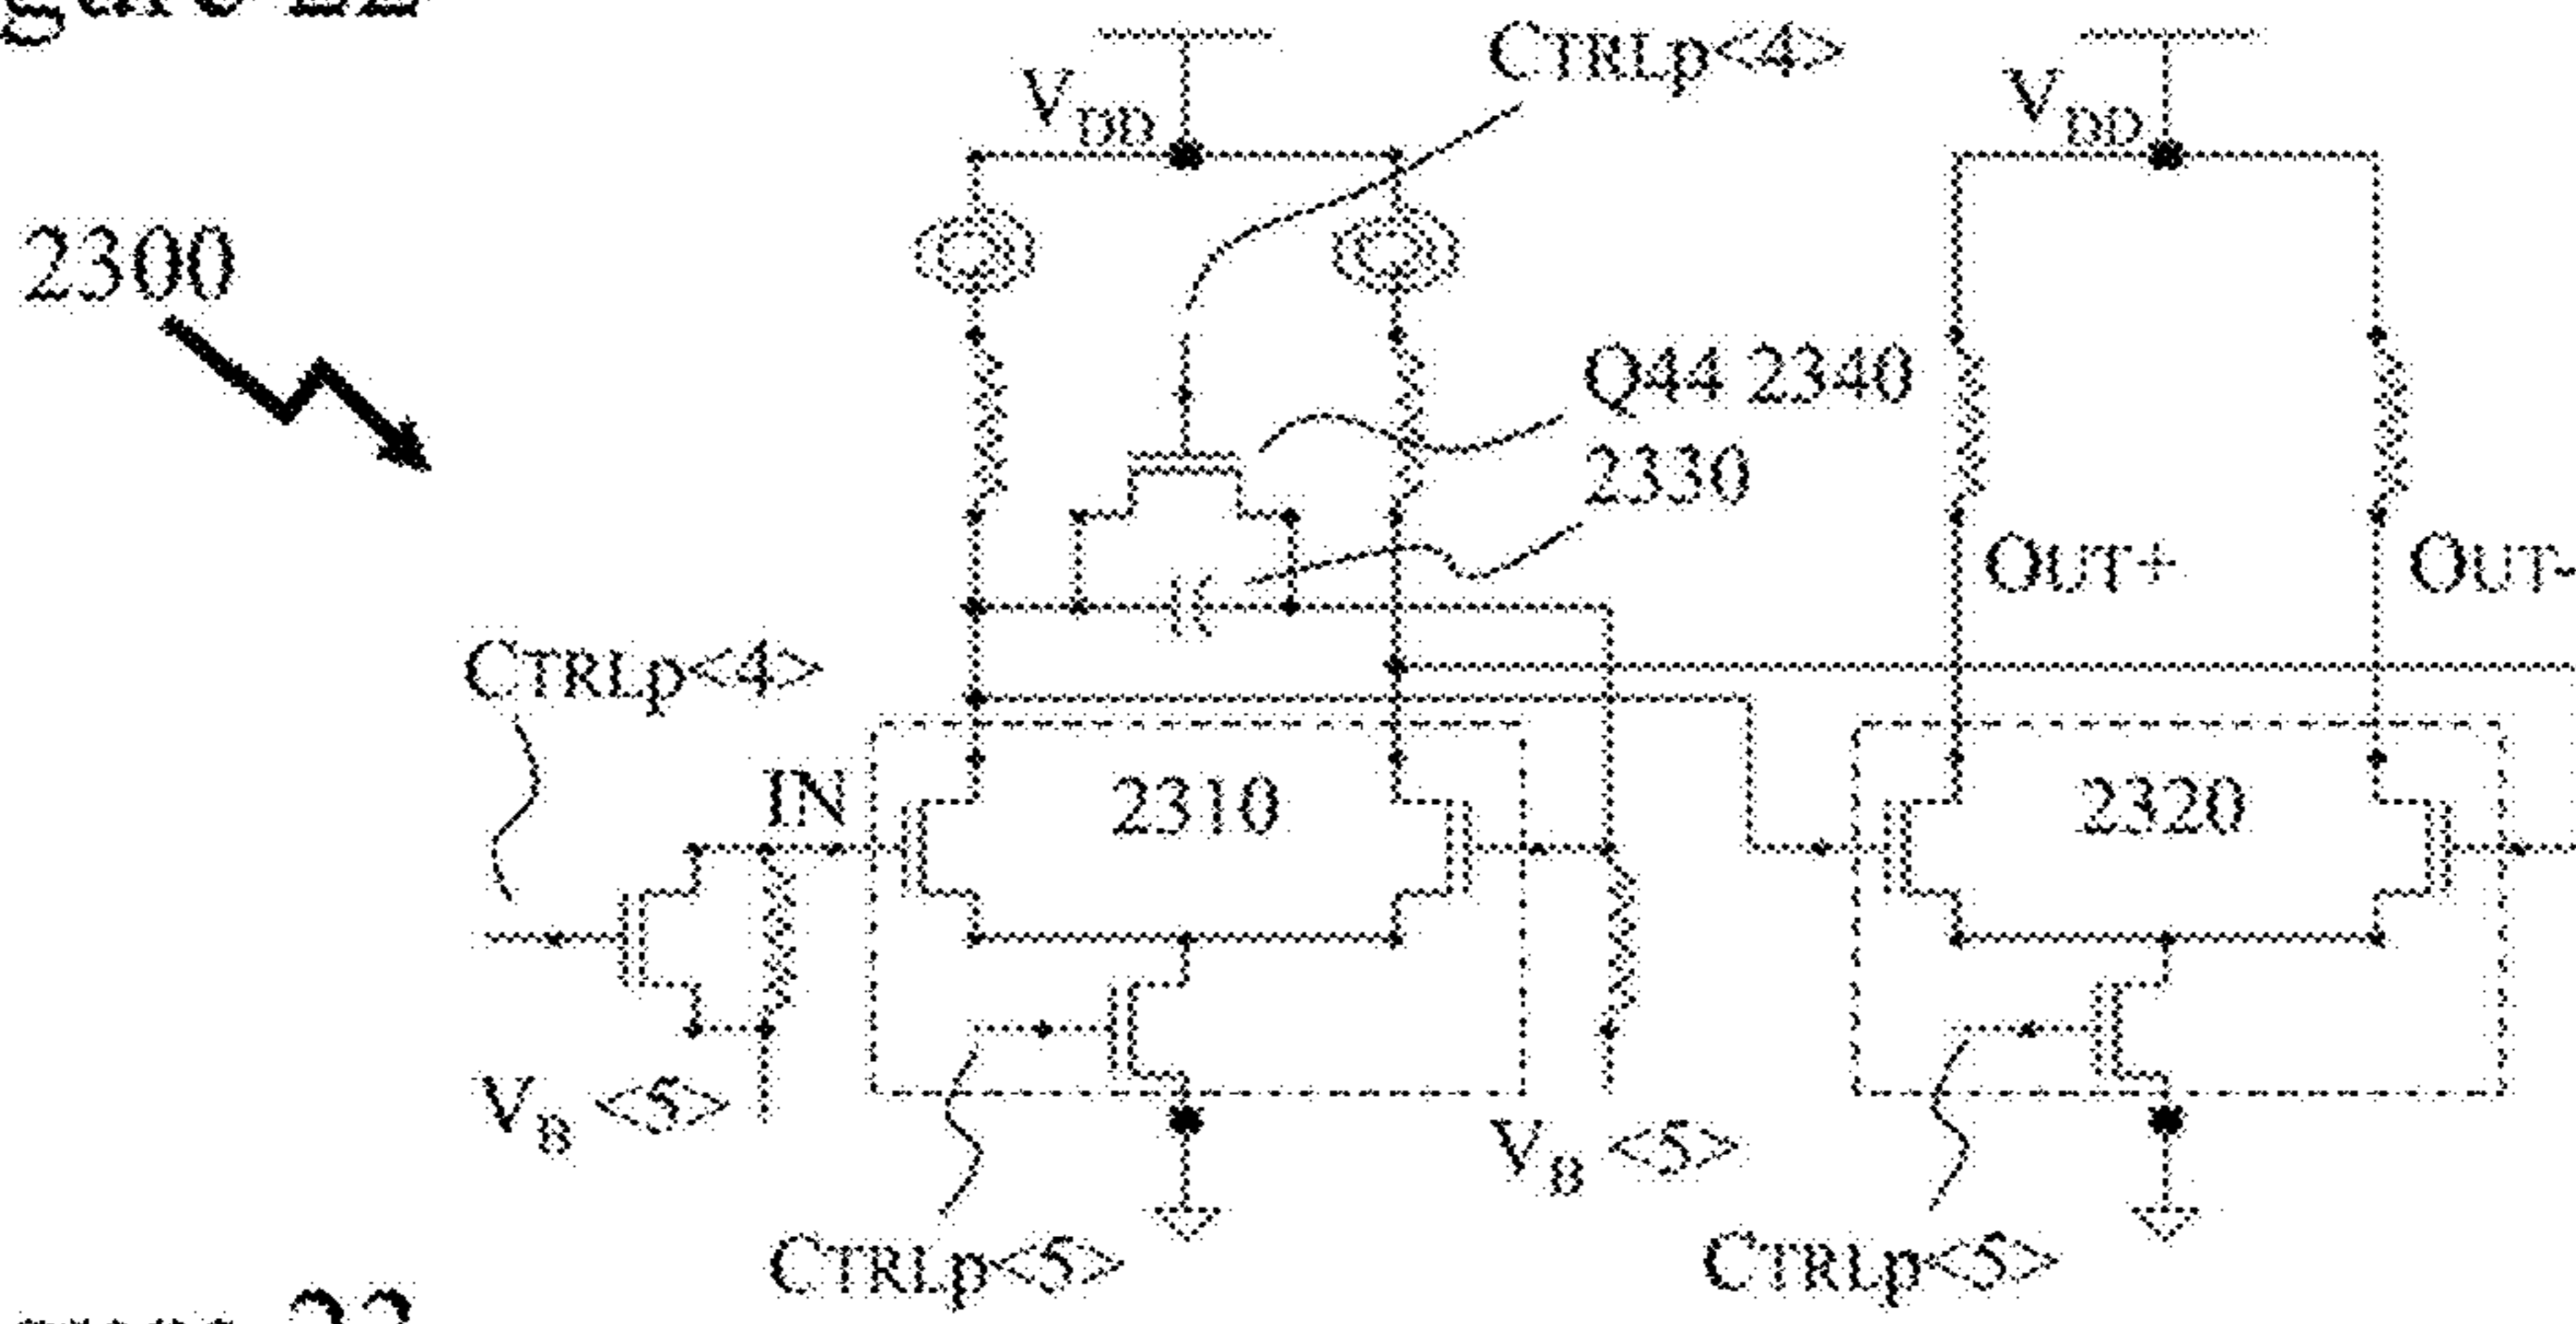 VDD
CTRLp<4>
VDD
2300
Q44 2340
2330
OUT+
OUT-
CTRLp<4>
IN
2310
2320
VB <5>
VB <5>
CTRLp<5>
CTRLp<5>